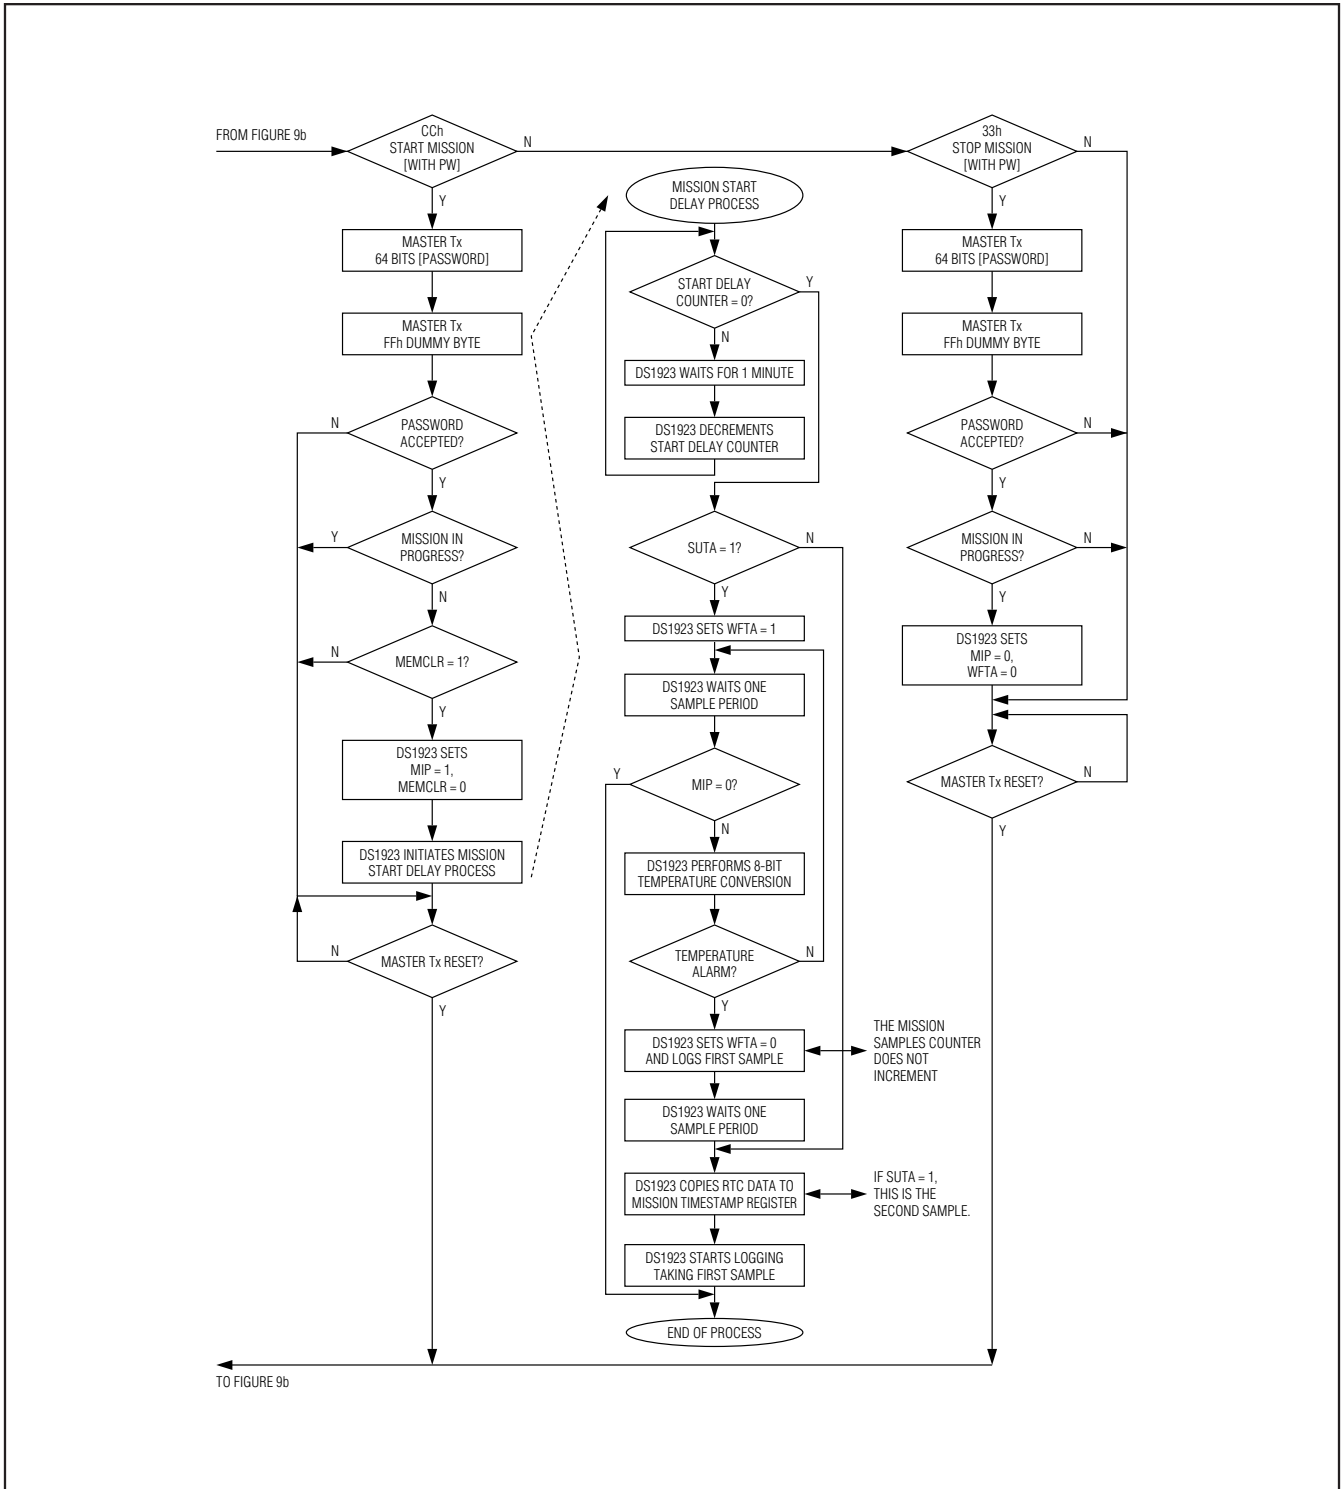 FROM FIGURE 9b
CCh
START MISSION
[WITH PW]
N
Y
MASTER Tx
64 BITS [PASSWORD]
MASTER Tx
FFh DUMMY BYTE
N
PASSWORD
ACCEPTED?
Y
Y
MISSION IN
PROGRESS?
N
N
MEMCLR = 1?
Y
DS1923 SETS
MIP = 1,
MEMCLR = 0
DS1923 INITIATES MISSION
START DELAY PROCESS
N
MASTER Tx RESET?
Y
MISSION START
DELAY PROCESS
START DELAY
COUNTER = 0?
Y
N
DS1923 WAITS FOR 1 MINUTE
DS1923 DECREMENTS
START DELAY COUNTER
SUTA = 1?
N
Y
DS1923 SETS WFTA = 1
DS1923 WAITS ONE
SAMPLE PERIOD
Y
MIP = 0?
N
DS1923 PERFORMS 8-BIT
TEMPERATURE CONVERSION
TEMPERATURE
ALARM?
N
Y
DS1923 SETS WFTA = 0
AND LOGS FIRST SAMPLE
THE MISSION
SAMPLES COUNTER
DOES NOT
INCREMENT
DS1923 WAITS ONE
SAMPLE PERIOD
DS1923 COPIES RTC DATA TO
MISSION TIMESTAMP REGISTER
IF SUTA = 1,
THIS IS THE
SECOND SAMPLE.
DS1923 STARTS LOGGING
TAKING FIRST SAMPLE
END OF PROCESS
33h
STOP MISSION
[WITH PW]
N
Y
MASTER Tx
64 BITS [PASSWORD]
MASTER Tx
FFh DUMMY BYTE
PASSWORD
ACCEPTED?
N
Y
MISSION IN
PROGRESS?
N
Y
DS1923 SETS
MIP = 0,
WFTA = 0
MASTER Tx RESET?
N
Y
TO FIGURE 9b